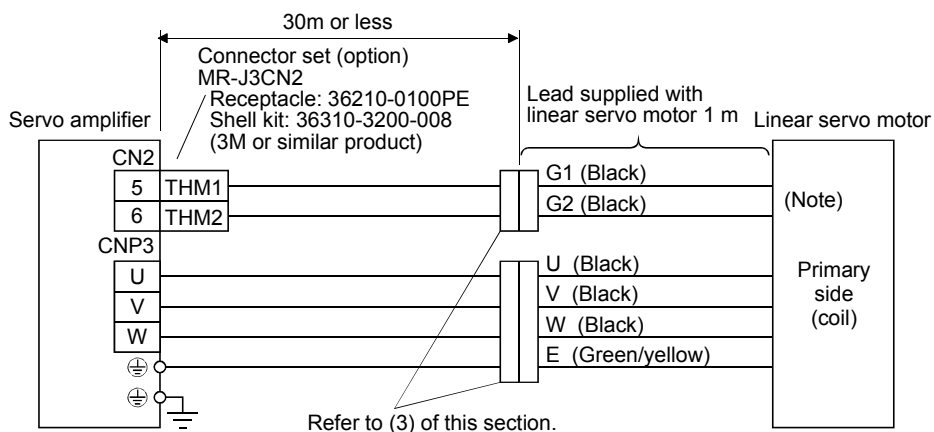 30m or less
Connector set (option)
MR-J3CN2
Receptacle: 36210-0100PE
Shell kit: 36310-3200-008
(3M or similar product)
Lead supplied with
linear servo motor 1 m
Servo amplifier
Linear servo motor
CN2
5 THM1
6 THM2
G1 (Black)
G2 (Black)
(Note)
CNP3
U
V
W
U (Black)
V (Black)
W (Black)
E (Green/yellow)
Primary
side
(coil)
Refer to (3) of this section.